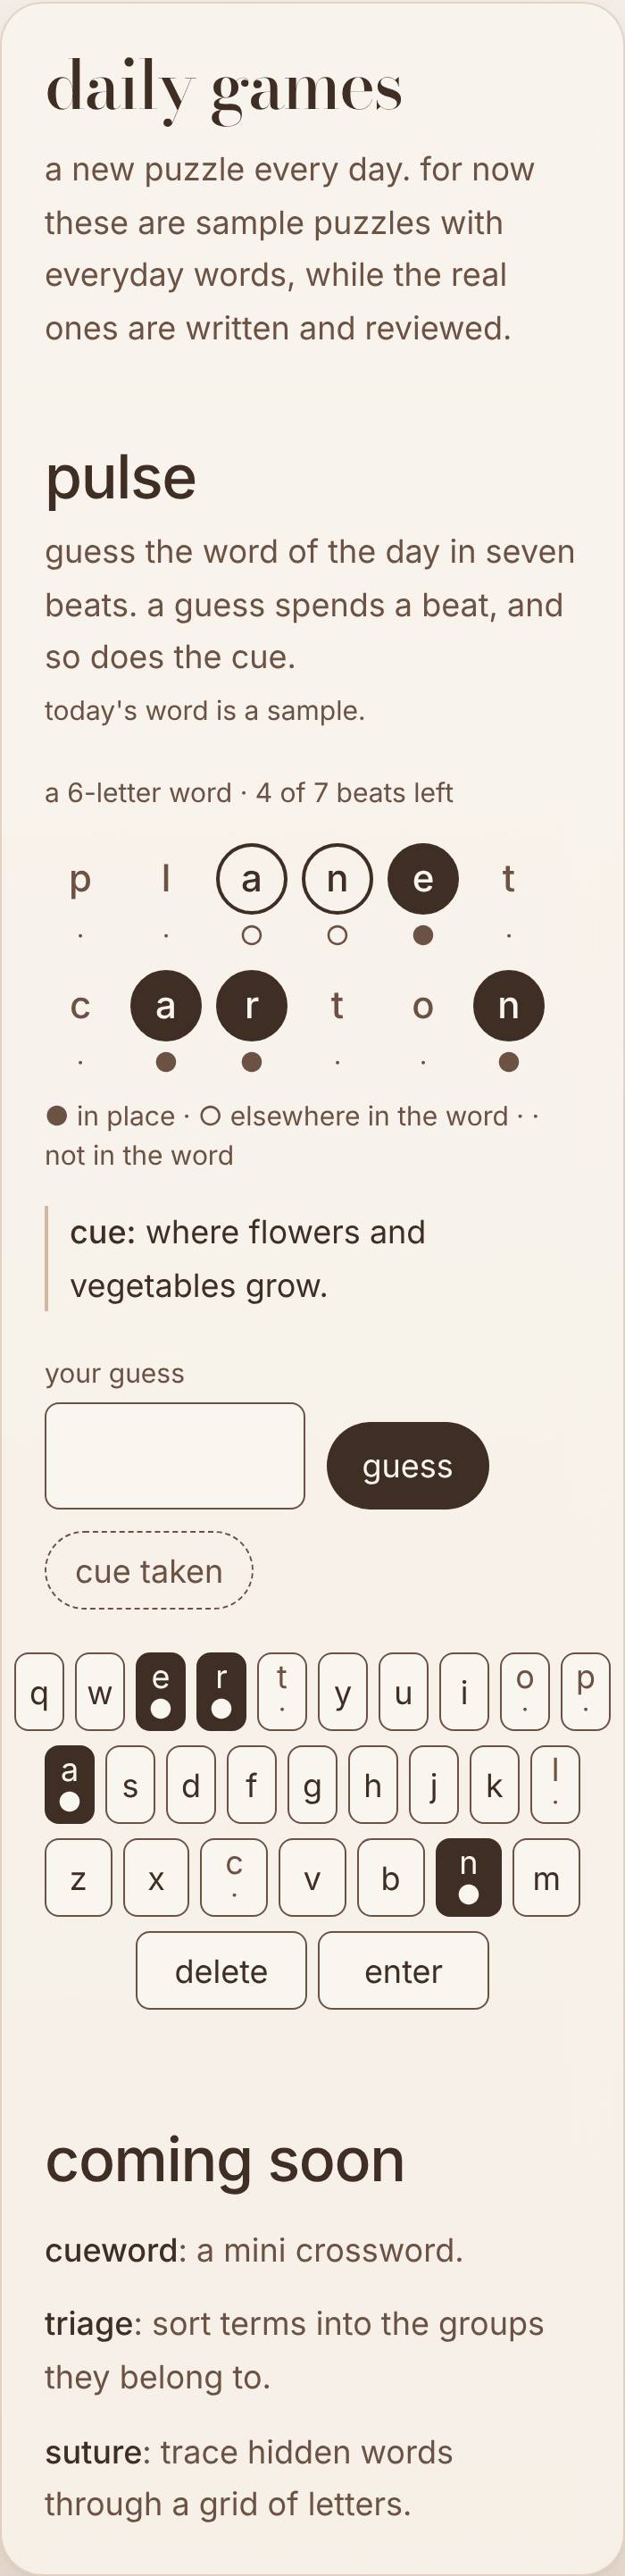 daily games
a new puzzle every day. for now
these are sample puzzles with
everyday words, while the real
ones are written and reviewed.
pulse
guess the word of the day in seven
beats. a guess spends a beat, and
so does the cue.
today's word is a sample.
a 6-letter word · 4 of 7 beats left
p l a n e t
· · ○ ○ ● ·
c a r t o n
· ● ● · · ●
● in place · ○ elsewhere in the word · ·
not in the word
cue: where flowers and
vegetables grow.
your guess
guess
cue taken
q w e r t y u i o p
a s d f g h j k l
z x c v b n m
delete enter
coming soon
cueword: a mini crossword.
triage: sort terms into the groups
they belong to.
suture: trace hidden words
through a grid of letters.